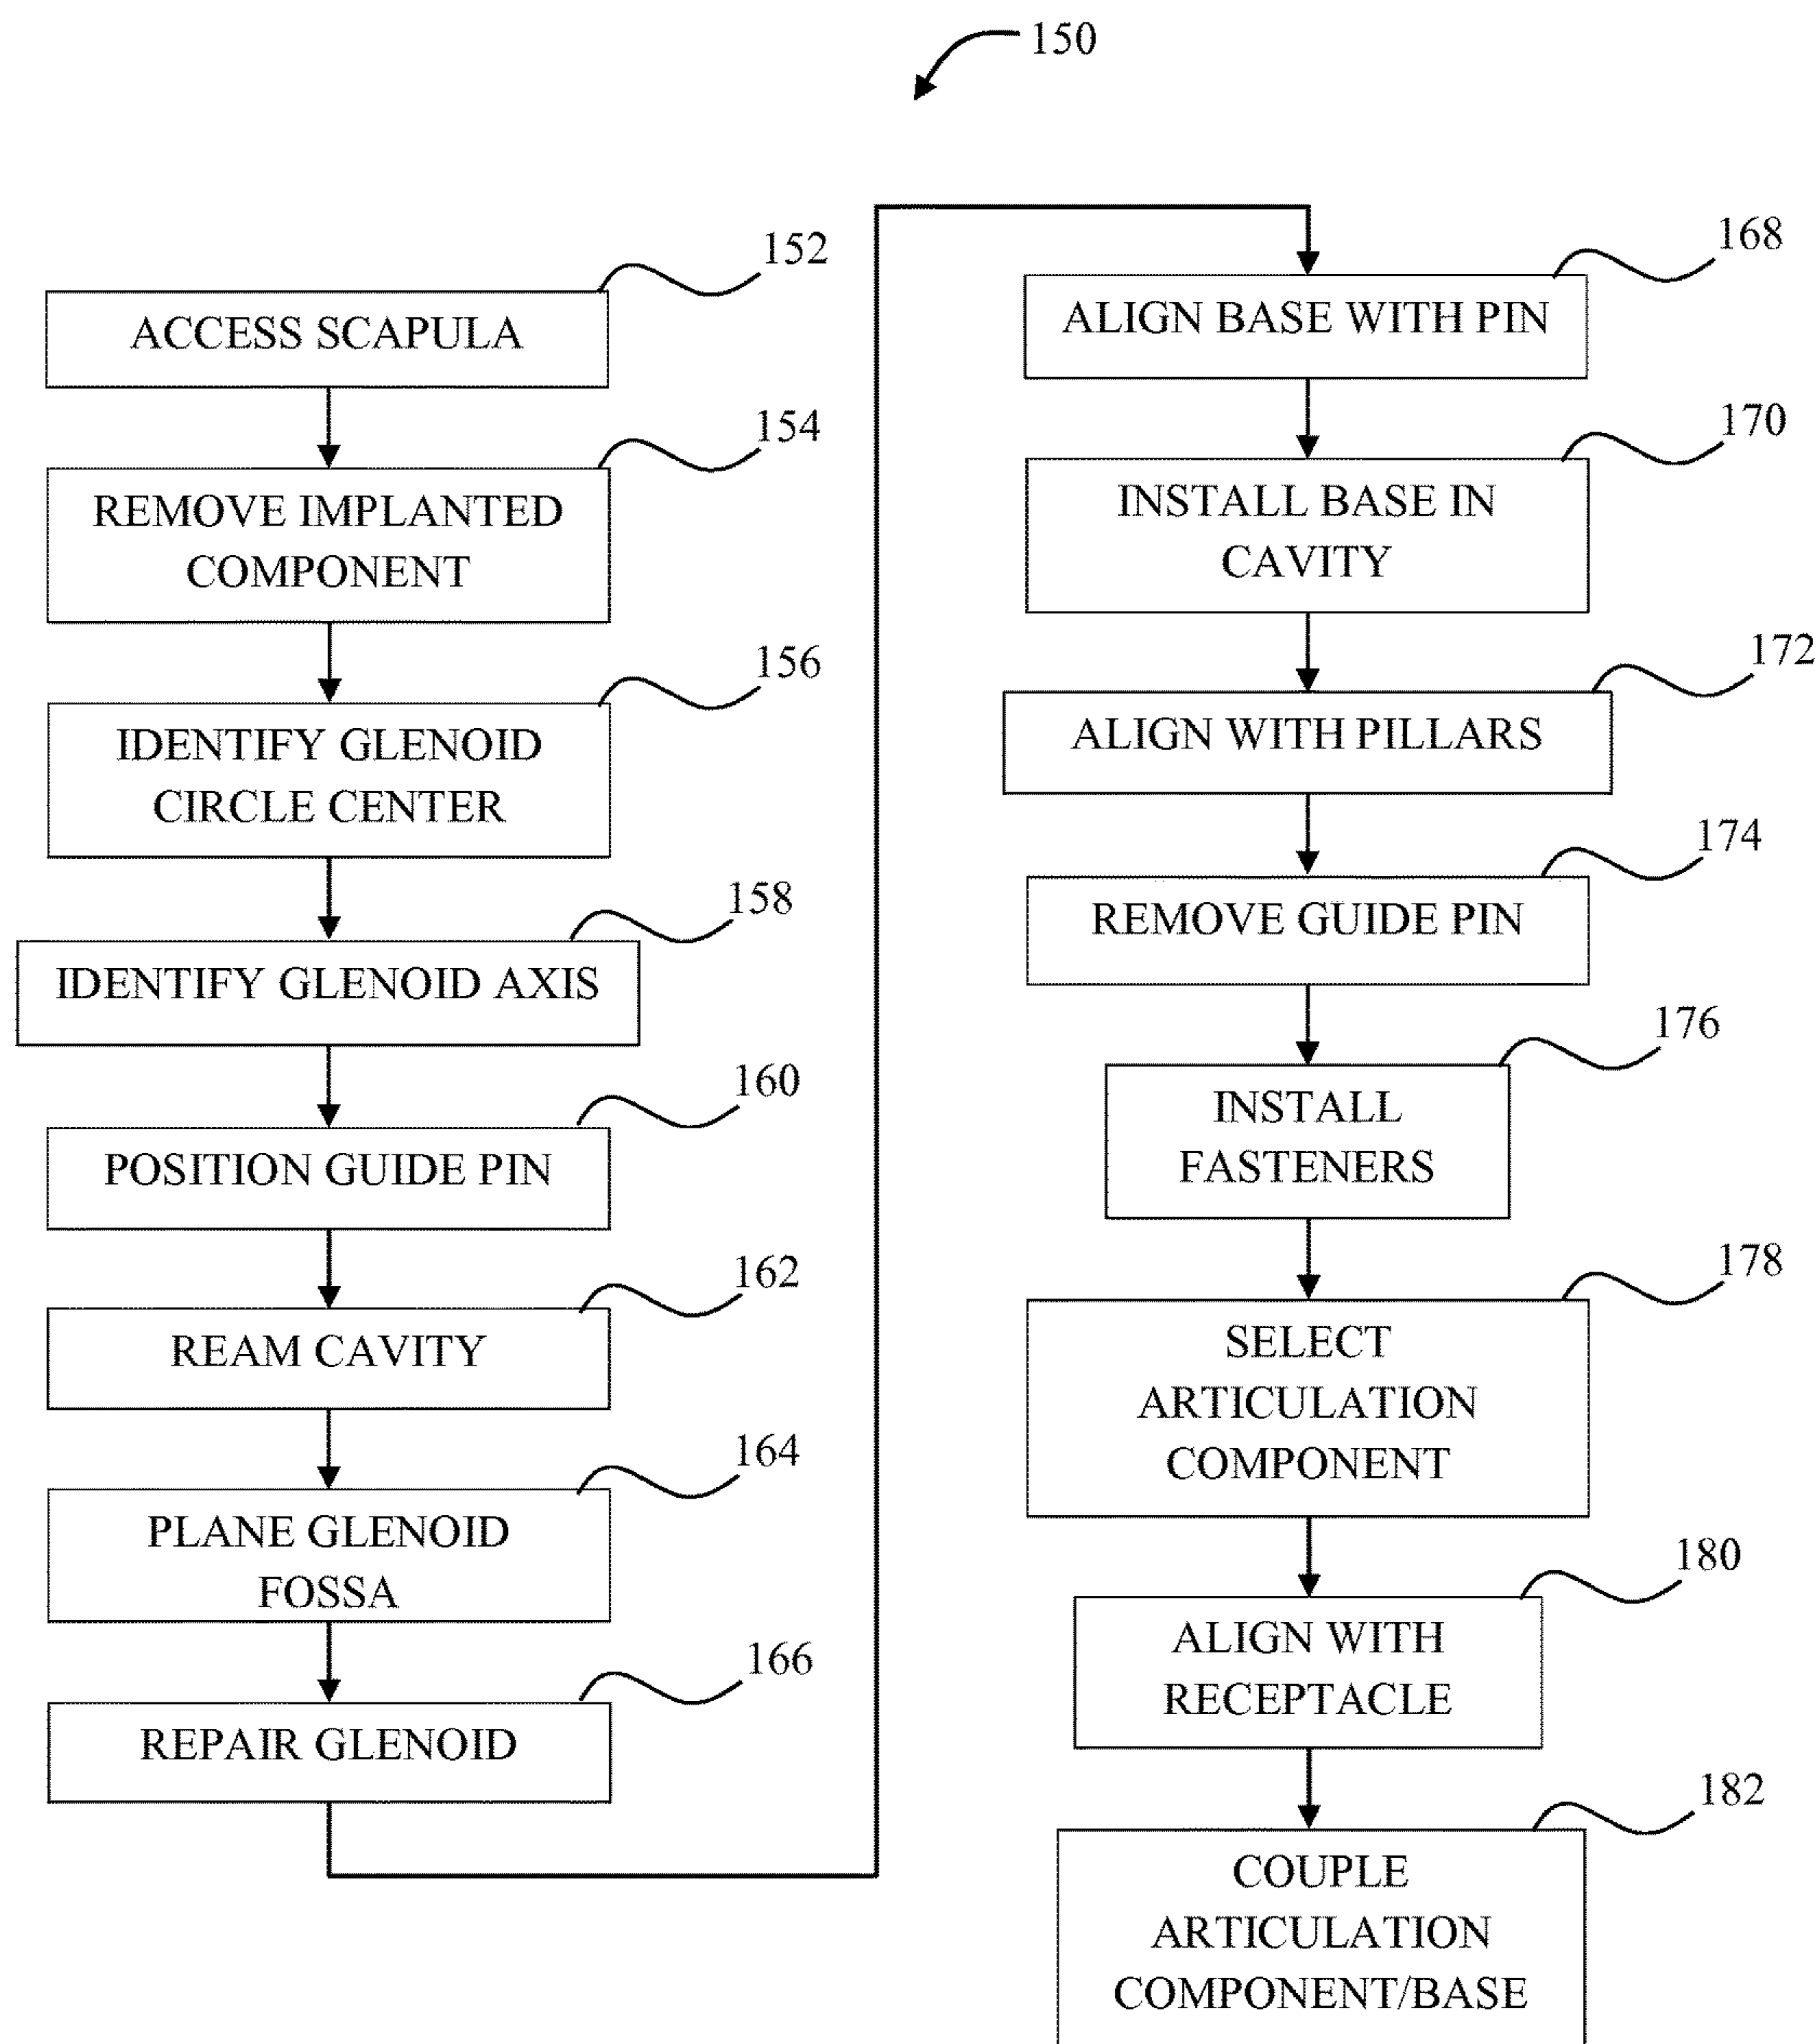 150
152
ACCESS SCAPULA
154
REMOVE IMPLANTED
COMPONENT
156
IDENTIFY GLENOID
CIRCLE CENTER
158
IDENTIFY GLENOID AXIS
160
POSITION GUIDE PIN
162
REAM CAVITY
164
PLANE GLENOID
FOSSA
166
REPAIR GLENOID
168
ALIGN BASE WITH PIN
170
INSTALL BASE IN
CAVITY
172
ALIGN WITH PILLARS
174
REMOVE GUIDE PIN
176
INSTALL
FASTENERS
178
SELECT
ARTICULATION
COMPONENT
180
ALIGN WITH
RECEPTACLE
182
COUPLE
ARTICULATION
COMPONENT/BASE